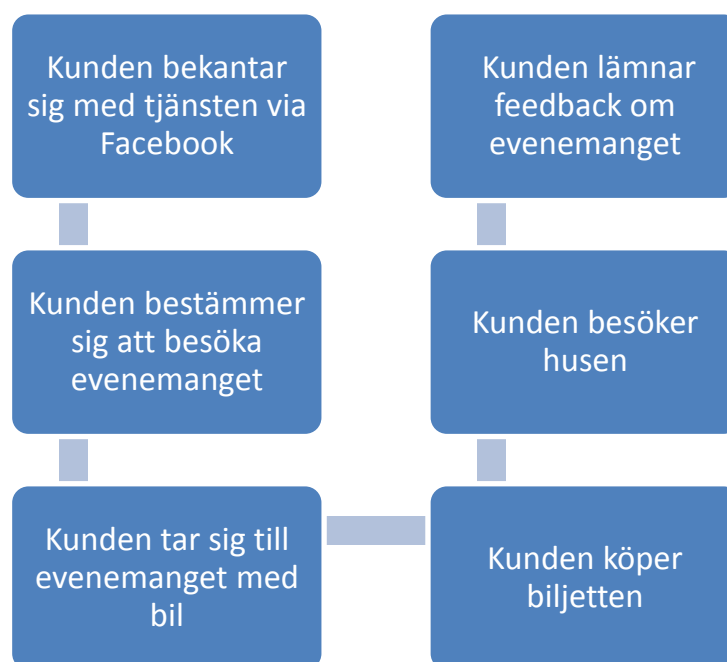 Kunden bekantar
sig med tjänsten via
Facebook
Kunden bestämmer
sig att besöka
evenemanget
Kunden tar sig till
evenemanget med
bil
Kunden köper
biljetten
Kunden besöker
husen
Kunden lämnar
feedback om
evenemanget